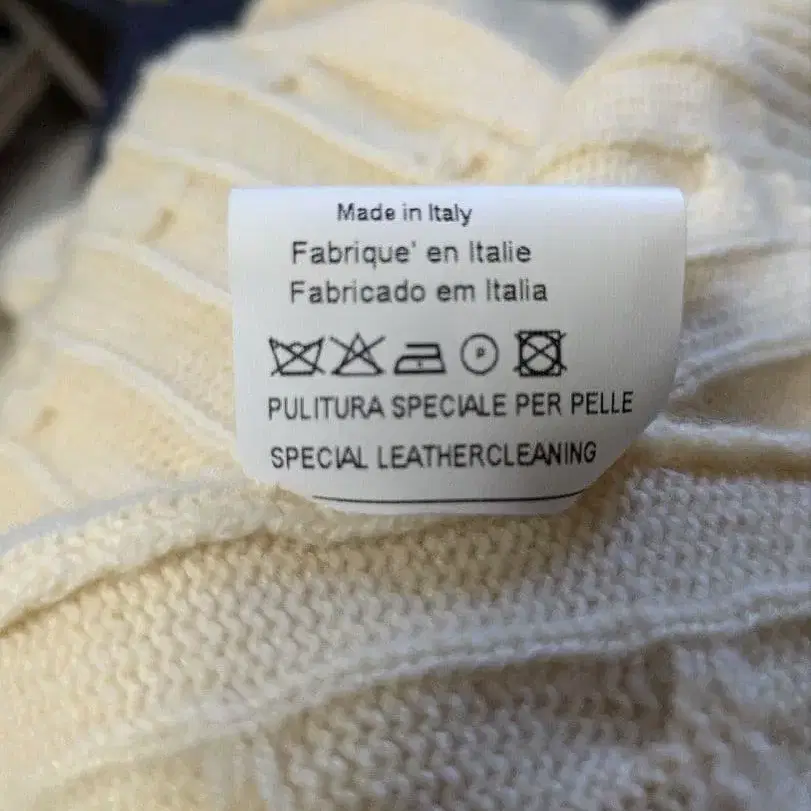 Made in Italy
Fabrique' en Italie
Fabricado em Italia
P
PULITURA SPECIALE PER PELLE
SPECIAL LEATHERCLEANING